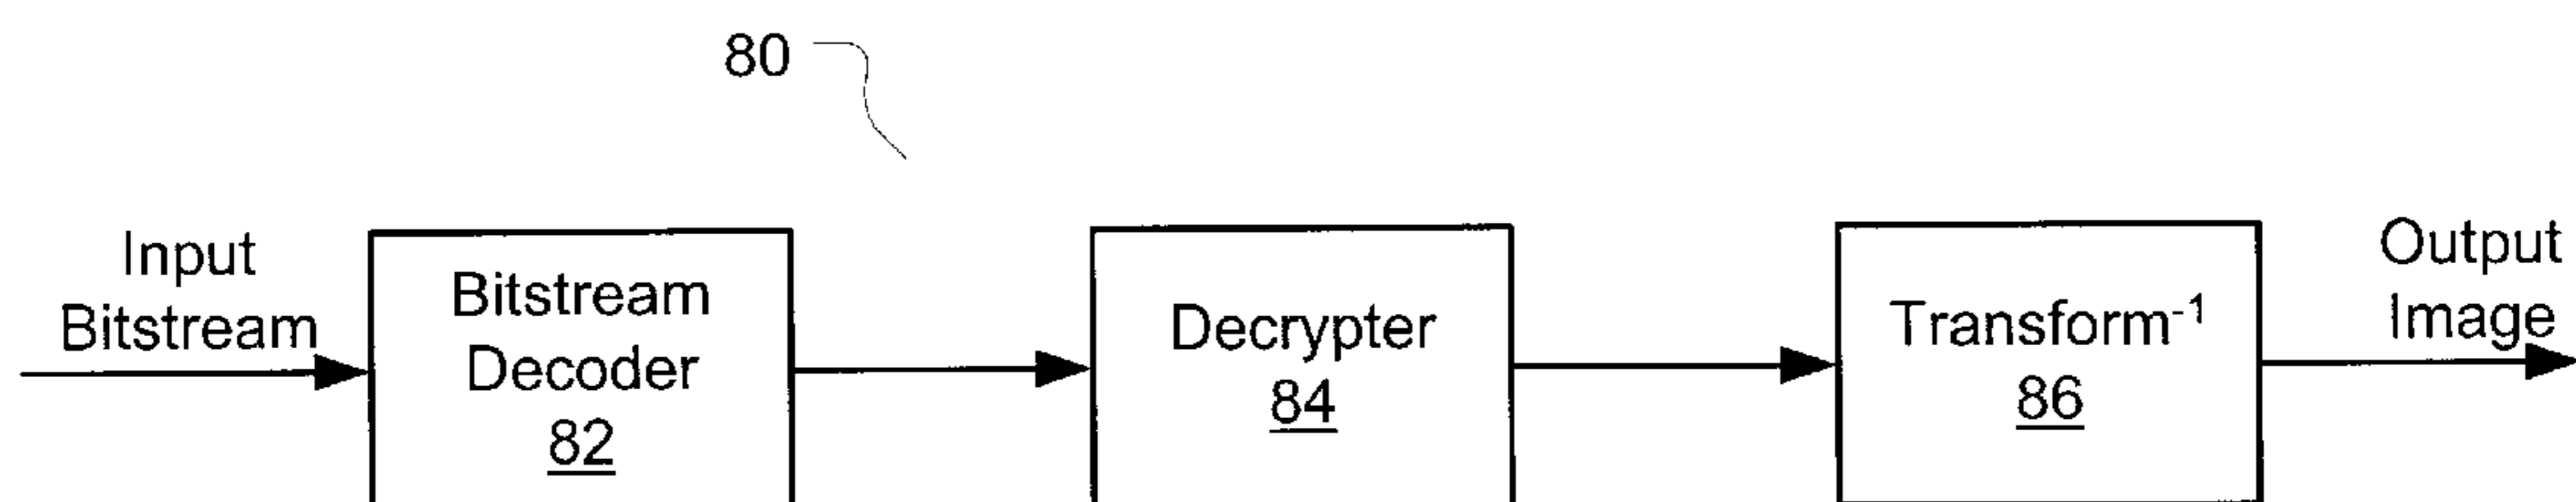 80
Input
Bitstream
Bitstream
Decoder
82
Decrypter
84
Transform-1
86
Output
Image